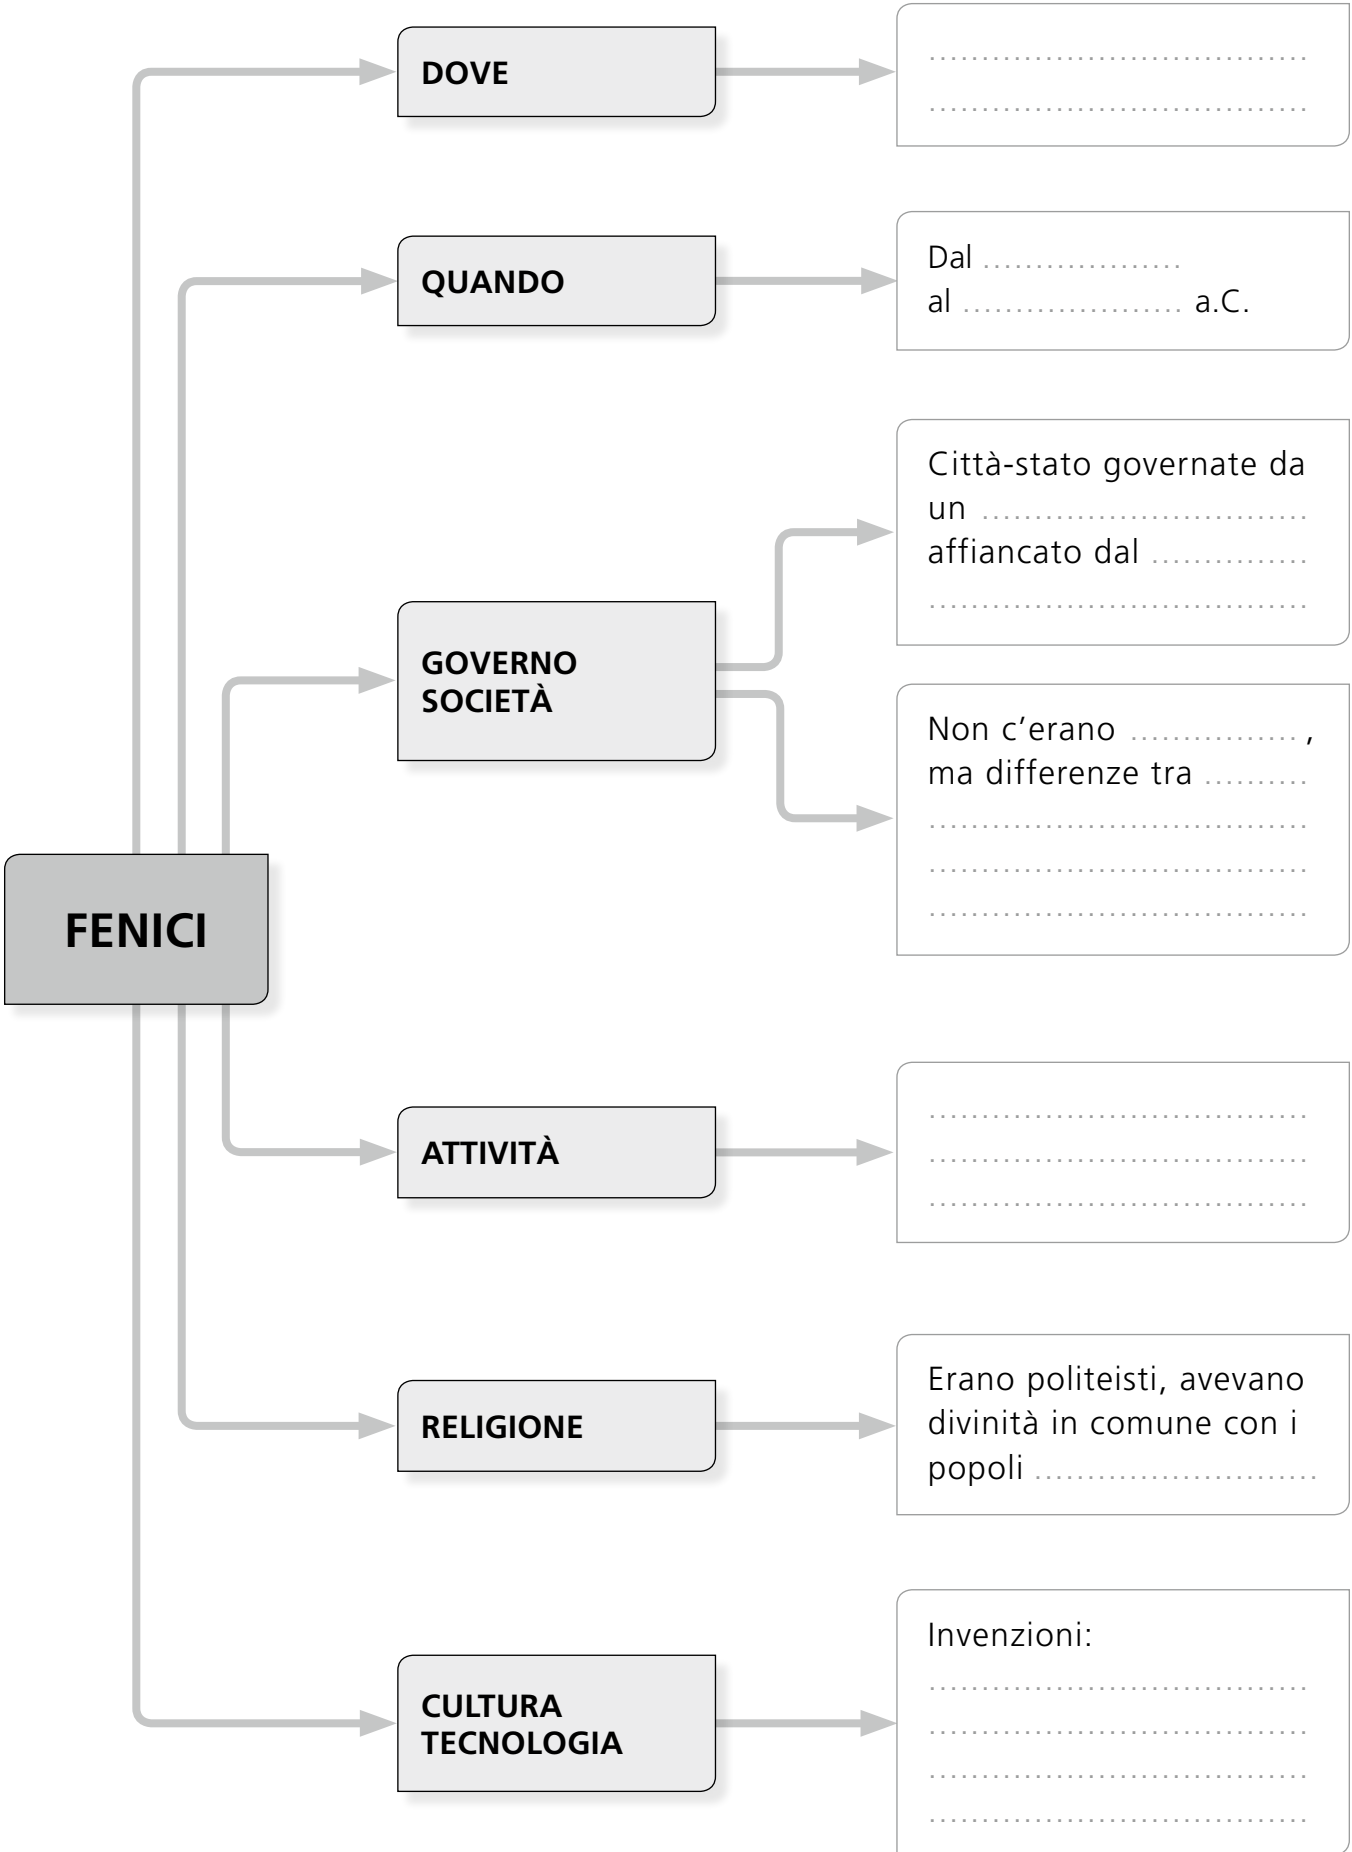 DOVE
QUANDO
Dal ...................
al ..................... a.C.
Città-stato governate da
un ...............................
affiancato dal ...............
....................................
GOVERNO
SOCIETÀ
Non c’erano ................ ,
ma differenze tra ..........
....................................
....................................
....................................
FENICI
ATTIVITÀ
....................................
....................................
....................................
RELIGIONE
Erano politeisti, avevano
divinità in comune con i
popoli ...........................
CULTURA
TECNOLOGIA
Invenzioni:
....................................
....................................
....................................
....................................